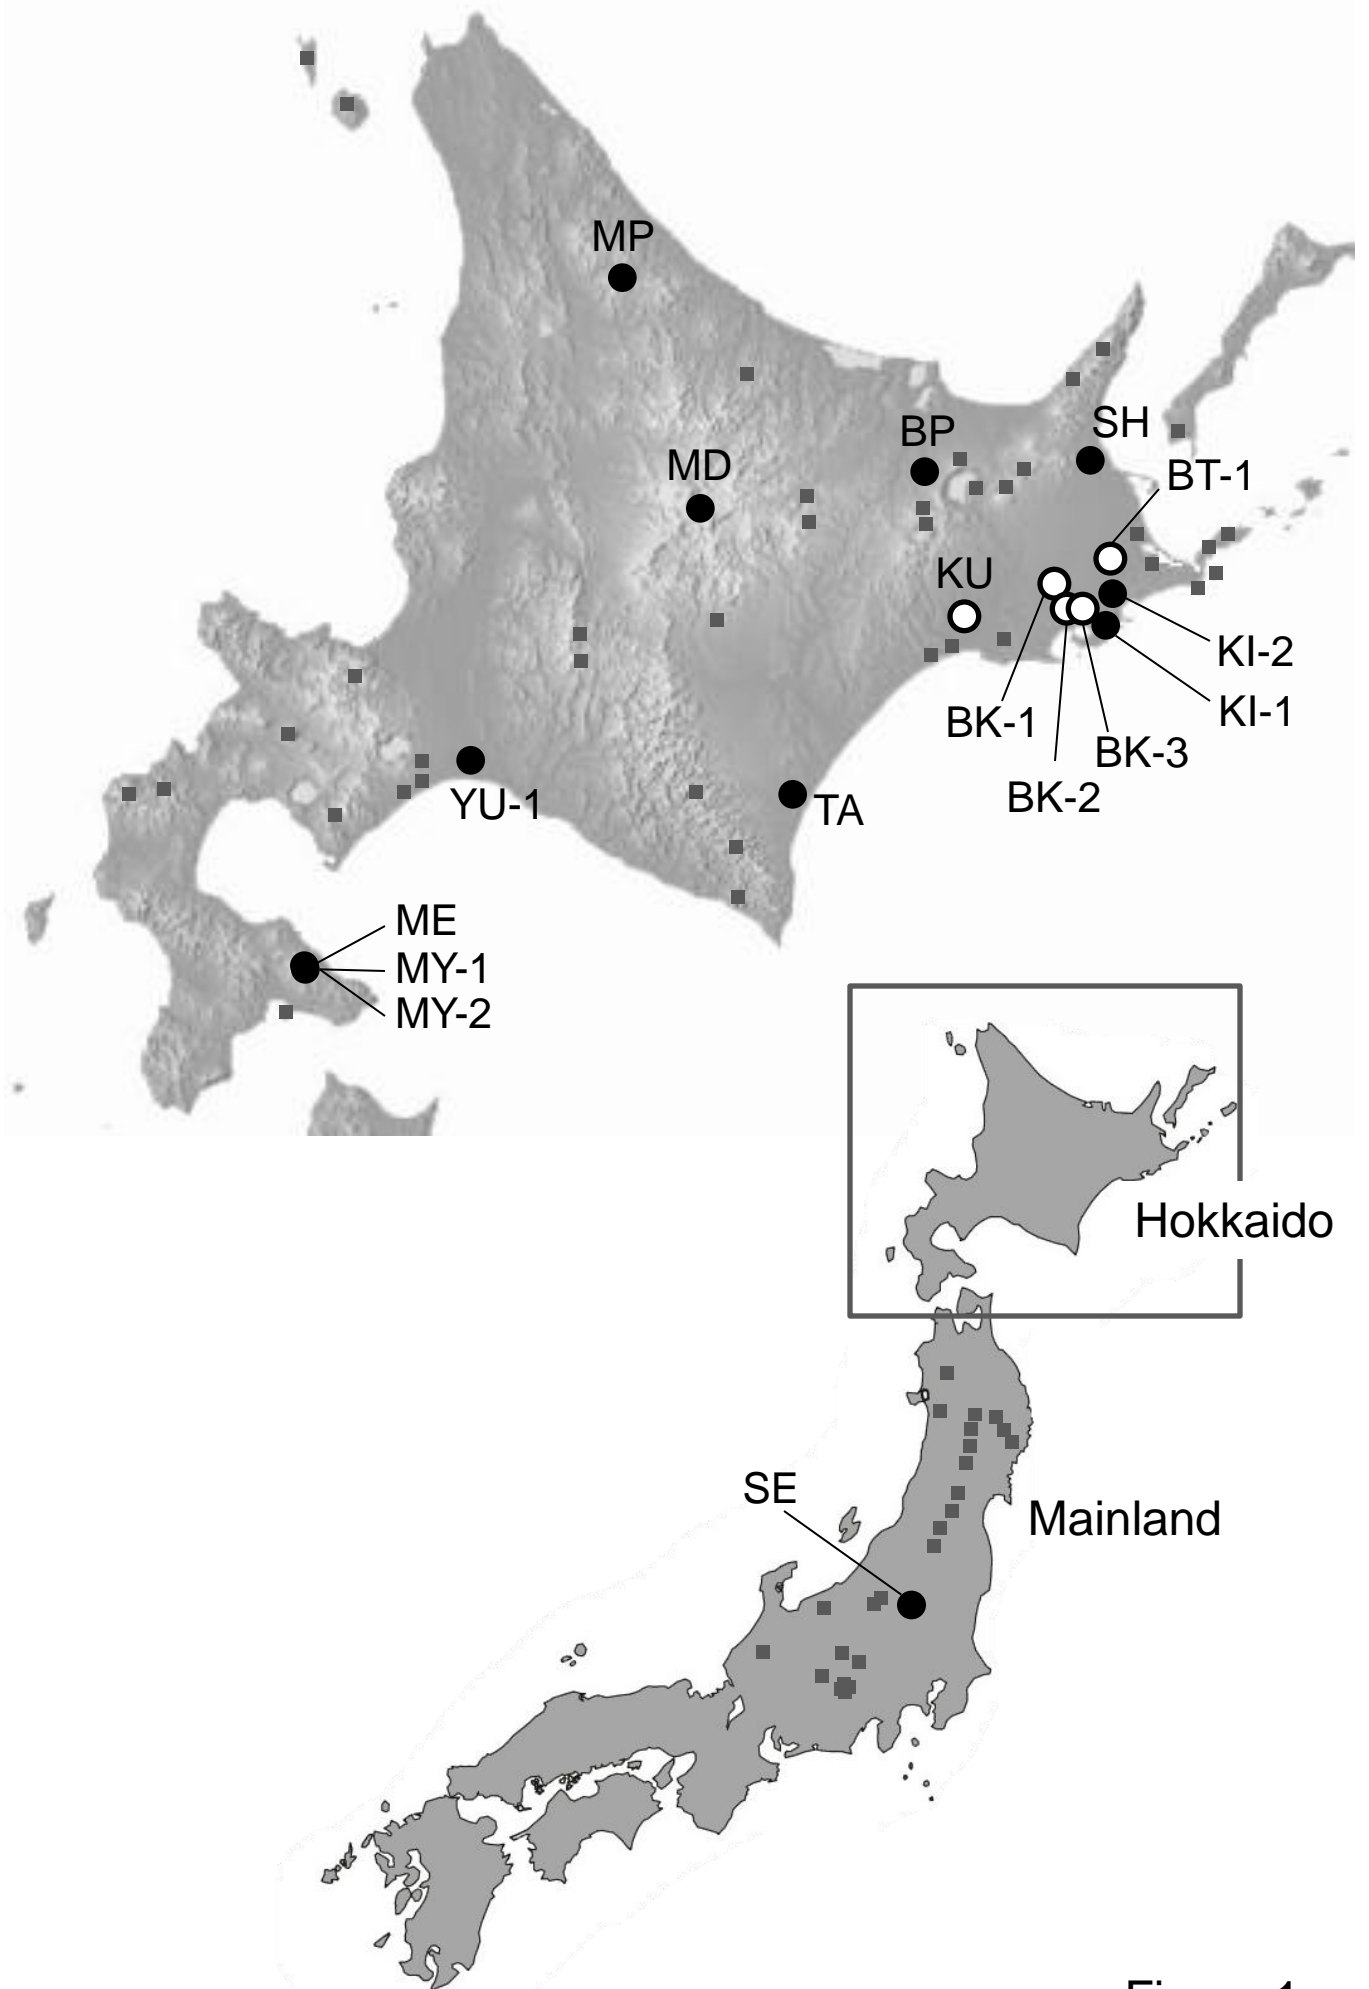 MP
SH
BP
BT-1
MD
KU
KI-2
KI-1
BK-1
BK-3
BK-2
YU-1
TA
ME
MY-1
MY-2
Hokkaido
SE
Mainland